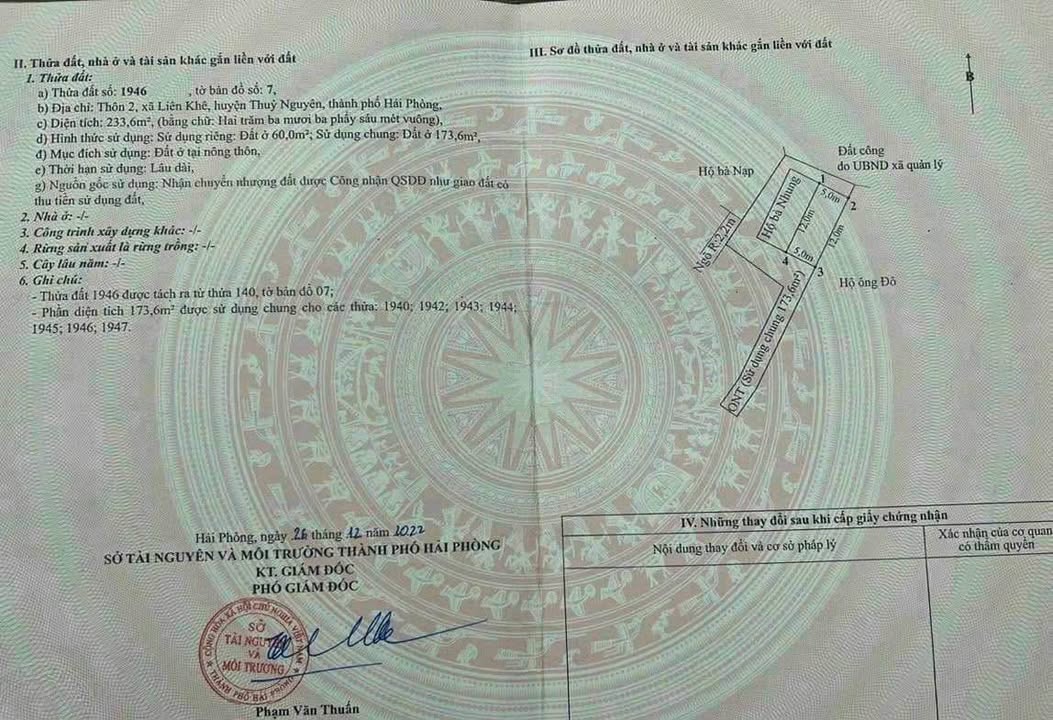 II. Thửa đất, nhà ở và tài sản khác gắn liền với đất
1. Thửa đất:
a) Thửa đất số: 1946 , tờ bản đồ số: 7,
b) Địa chỉ: Thôn 2, xã Liên Khê, huyện Thuỷ Nguyên, thành phố Hải Phòng,
c) Diện tích: 233,6m², (bằng chữ: Hai trăm ba mươi ba phẩy sáu mét vuông),
d) Hình thức sử dụng: Sử dụng riêng: Đất ở 60,0m²; Sử dụng chung: Đất ở 173,6m²,
đ) Mục đích sử dụng: Đất ở tại nông thôn,
e) Thời hạn sử dụng: Lâu dài,
g) Nguồn gốc sử dụng: Nhận chuyển nhượng đất được Công nhận QSDĐ như giao đất có
thu tiền sử dụng đất,
2. Nhà ở: -/-
3. Công trình xây dựng khác: -/-
4. Rừng sản xuất là rừng trồng: -/-
5. Cây lâu năm: -/-
6. Ghi chú:
- Thửa đất 1946 được tách ra từ thửa 140, tờ bản đồ 07;
- Phần diện tích 173,6m² được sử dụng chung cho các thửa: 1940; 1942; 1943; 1944;
1945; 1946; 1947.
Hải Phòng, ngày 26 tháng 12 năm 2022
SỞ TÀI NGUYÊN VÀ MÔI TRƯỜNG THÀNH PHỐ HẢI PHÒNG
KT. GIÁM ĐỐC
PHÓ GIÁM ĐỐC
CỘNG HÒA XÃ HỘI CHỦ NGHĨA VIỆT NAM
SỞ
TÀI NGUYÊN
VÀ
MÔI TRƯỜNG
THÀNH PHỐ HẢI PHÒNG
Phạm Văn Thuấn
III. Sơ đồ thửa đất, nhà ở và tài sản khác gắn liền với đất
B
Đất công
do UBND xã quản lý
Hộ bà Nạp
Hộ bà Nhung
1
5,0m
2
12,0m
12,0m
Ngõ R:2,2m
5,0m
4
3
Hộ ông Đô
ONT (Sử dụng chung 173,6m²)
IV. Những thay đổi sau khi cấp giấy chứng nhận
Nội dung thay đổi và cơ sở pháp lý
Xác nhận của cơ quan
có thẩm quyền